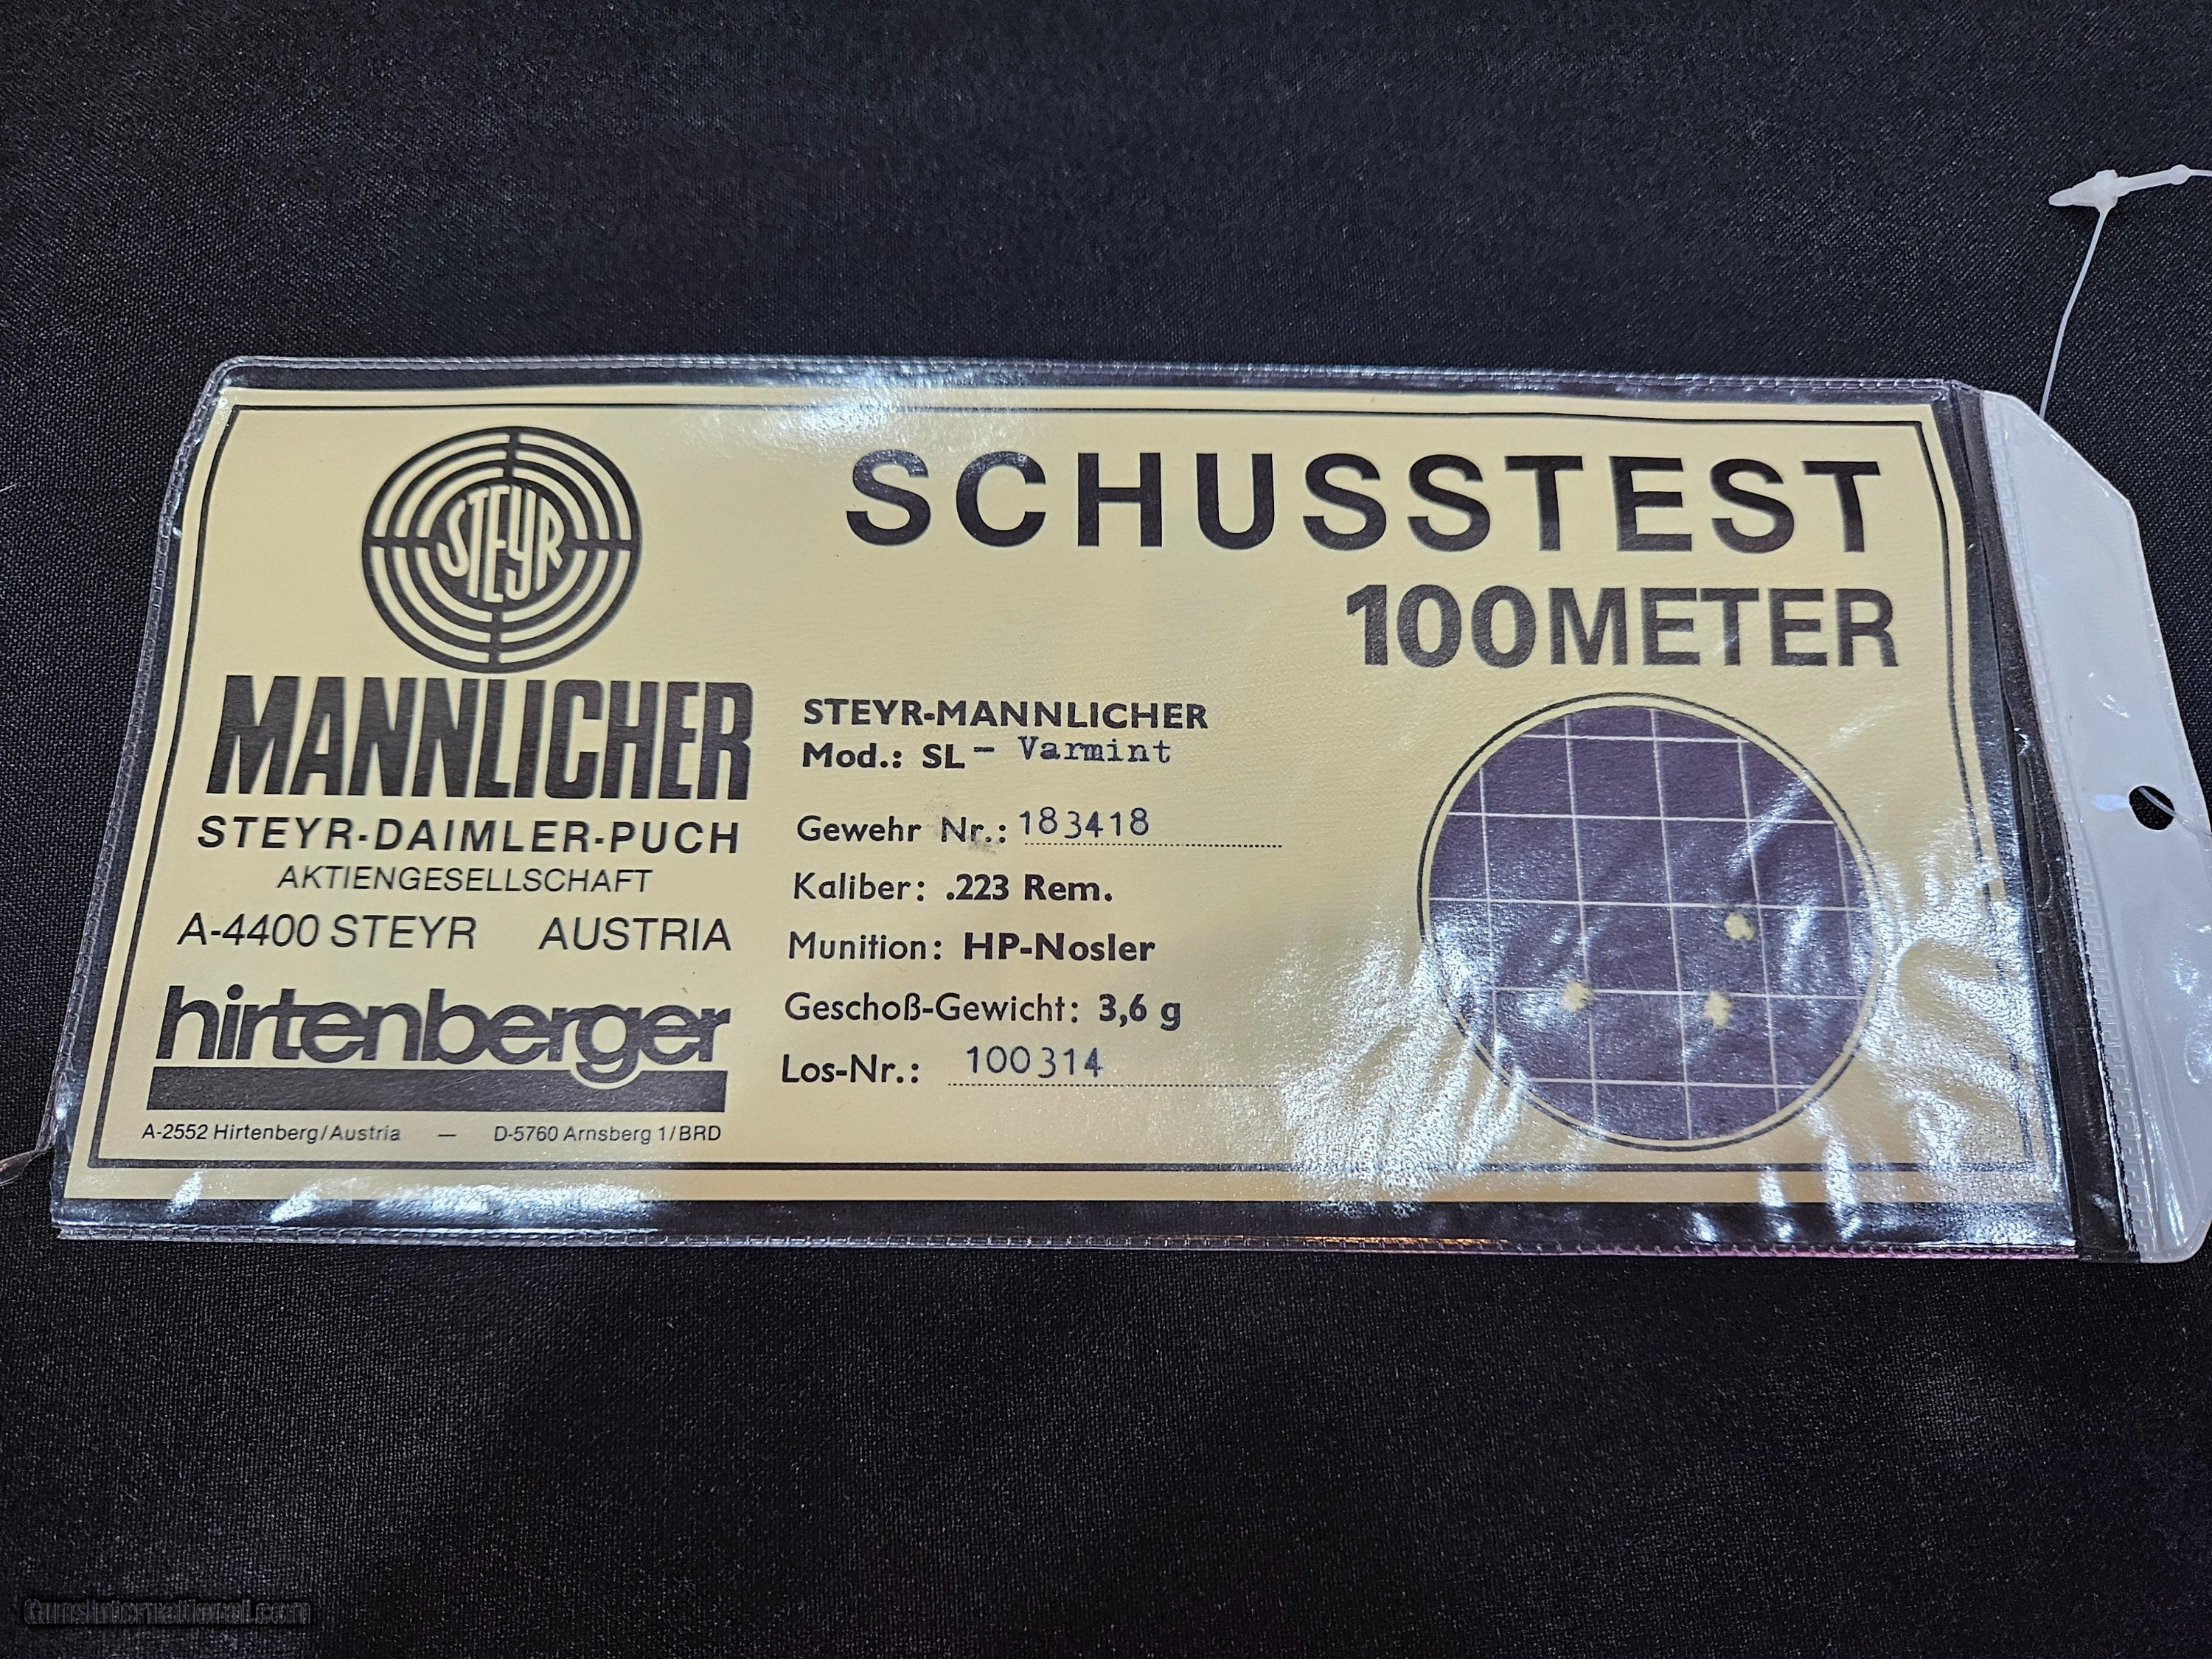 STEYR
MANNLICHER
STEYR-DAIMLER-PUCH
AKTIENGESELLSCHAFT
A-4400 STEYR AUSTRIA
hirtenberger
A-2552 Hirtenberg/Austria — D-5760 Arnsberg 1/BRD
SCHUSSTEST
100METER
STEYR-MANNLICHER
Mod.: SL - Varmint
Gewehr Nr.: 183418
Kaliber: .223 Rem.
Munition: HP-Nosler
Geschoß-Gewicht: 3,6 g
Los-Nr.: 100314
GunsInternational.com